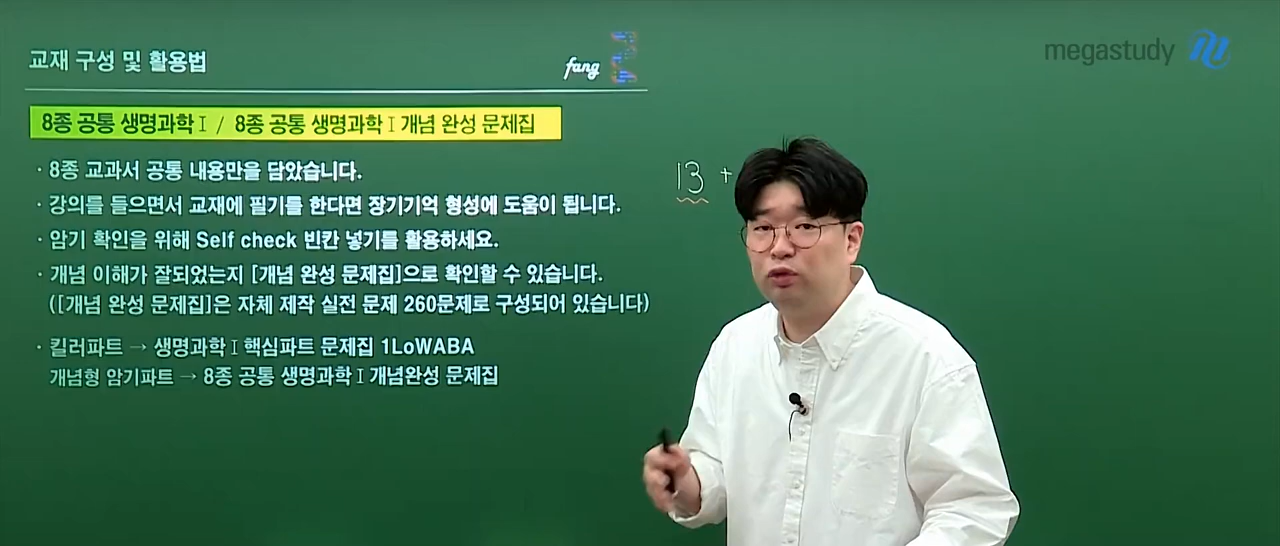 교재 구성 및 활용법
fang
megastudy
8종 공통 생명과학 I / 8종 공통 생명과학 I 개념 완성 문제집
· 8종 교과서 공통 내용만을 담았습니다.
13 +
· 강의를 들으면서 교재에 필기를 한다면 장기기억 형성에 도움이 됩니다.
· 암기 확인을 위해 Self check 빈칸 넣기를 활용하세요.
· 개념 이해가 잘되었는지 [개념 완성 문제집]으로 확인할 수 있습니다.
([개념 완성 문제집]은 자체 제작 실전 문제 260문제로 구성되어 있습니다)
· 킬러파트 → 생명과학 I 핵심파트 문제집 1LoWABA
개념형 암기파트 → 8종 공통 생명과학 I 개념완성 문제집